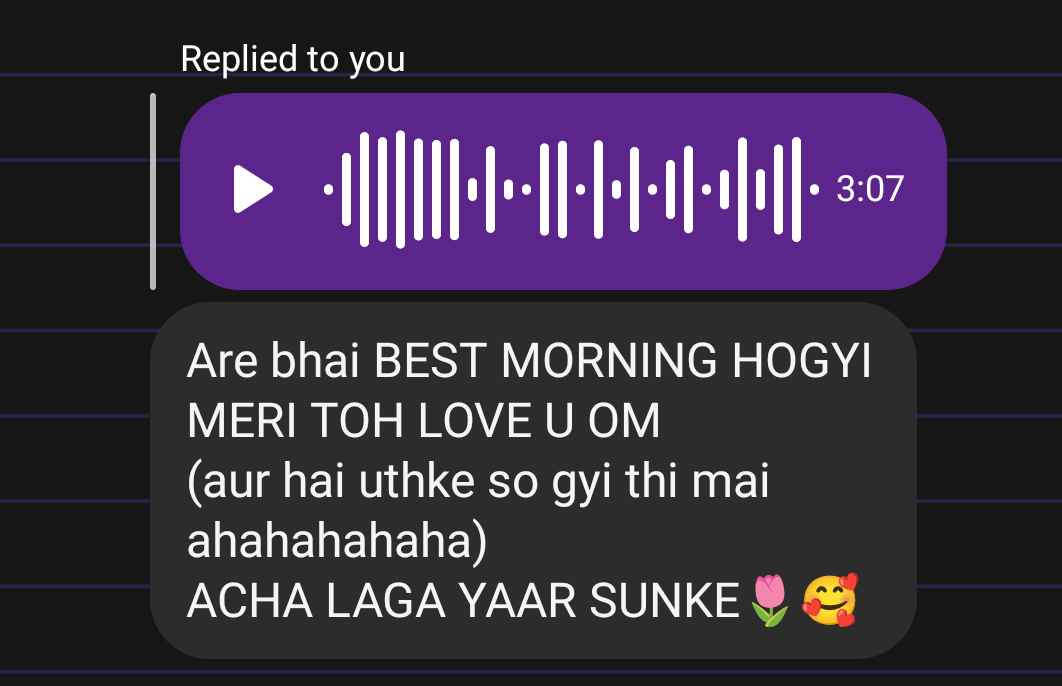 Replied to you
3:07
Are bhai BEST MORNING HOGYI
MERI TOH LOVE U OM
(aur hai uthke so gyi thi mai
ahahahahaha)
ACHA LAGA YAAR SUNKE🌷🥰